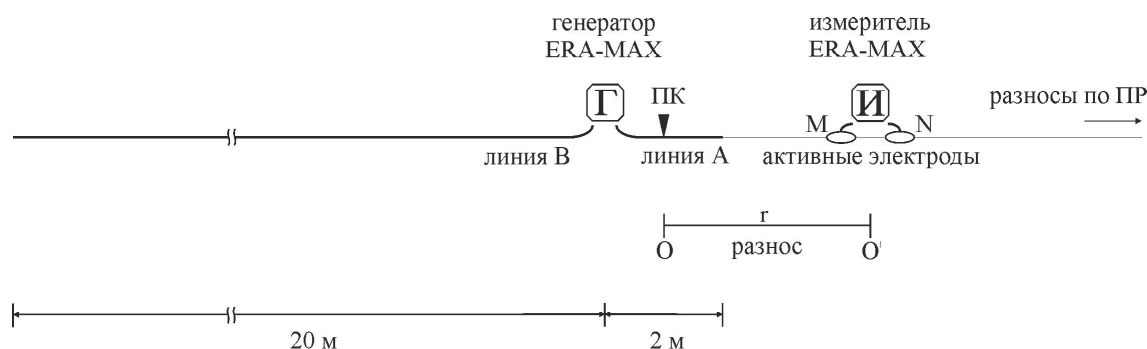 генератор
ERA-MAX
измеритель
ERA-MAX
Г
ПК
И
разносы по ПР
M
N
линия B
линия A
активные электроды
r
O
разнос
O'
20 м
2 м